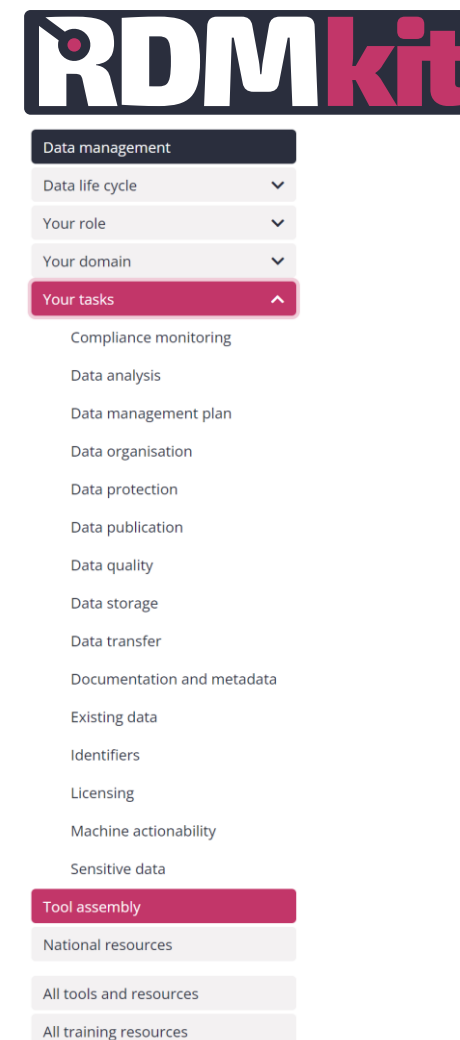 RDMkit
Data management
Data life cycle
Your role
Your domain
Your tasks
Compliance monitoring
Data analysis
Data management plan
Data organisation
Data protection
Data publication
Data quality
Data storage
Data transfer
Documentation and metadata
Existing data
Identifiers
Licensing
Machine actionability
Sensitive data
Tool assembly
National resources
All tools and resources
All training resources